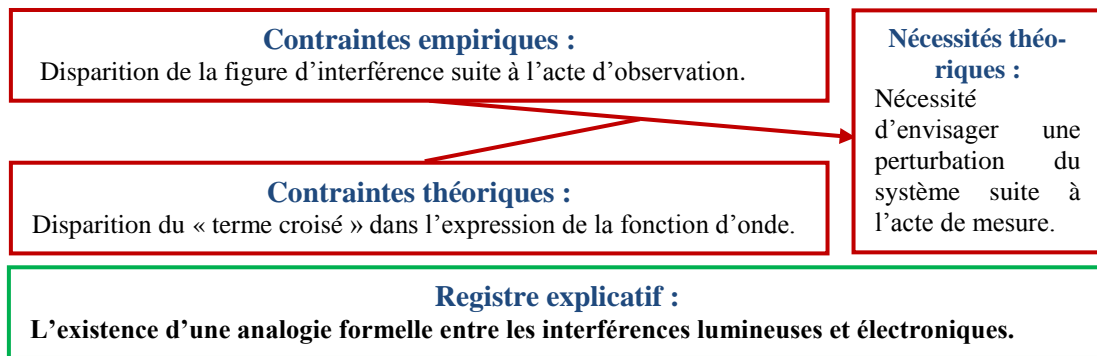 Contraintes empiriques :
Disparition de la figure d’interférence suite à l’acte d’observation.
Contraintes théoriques :
Disparition du « terme croisé » dans l’expression de la fonction d’onde.
Nécessités théo-
riques :
Nécessité
d’envisager une
perturbation du
système suite à
l’acte de mesure.
Registre explicatif :
L’existence d’une analogie formelle entre les interférences lumineuses et électroniques.